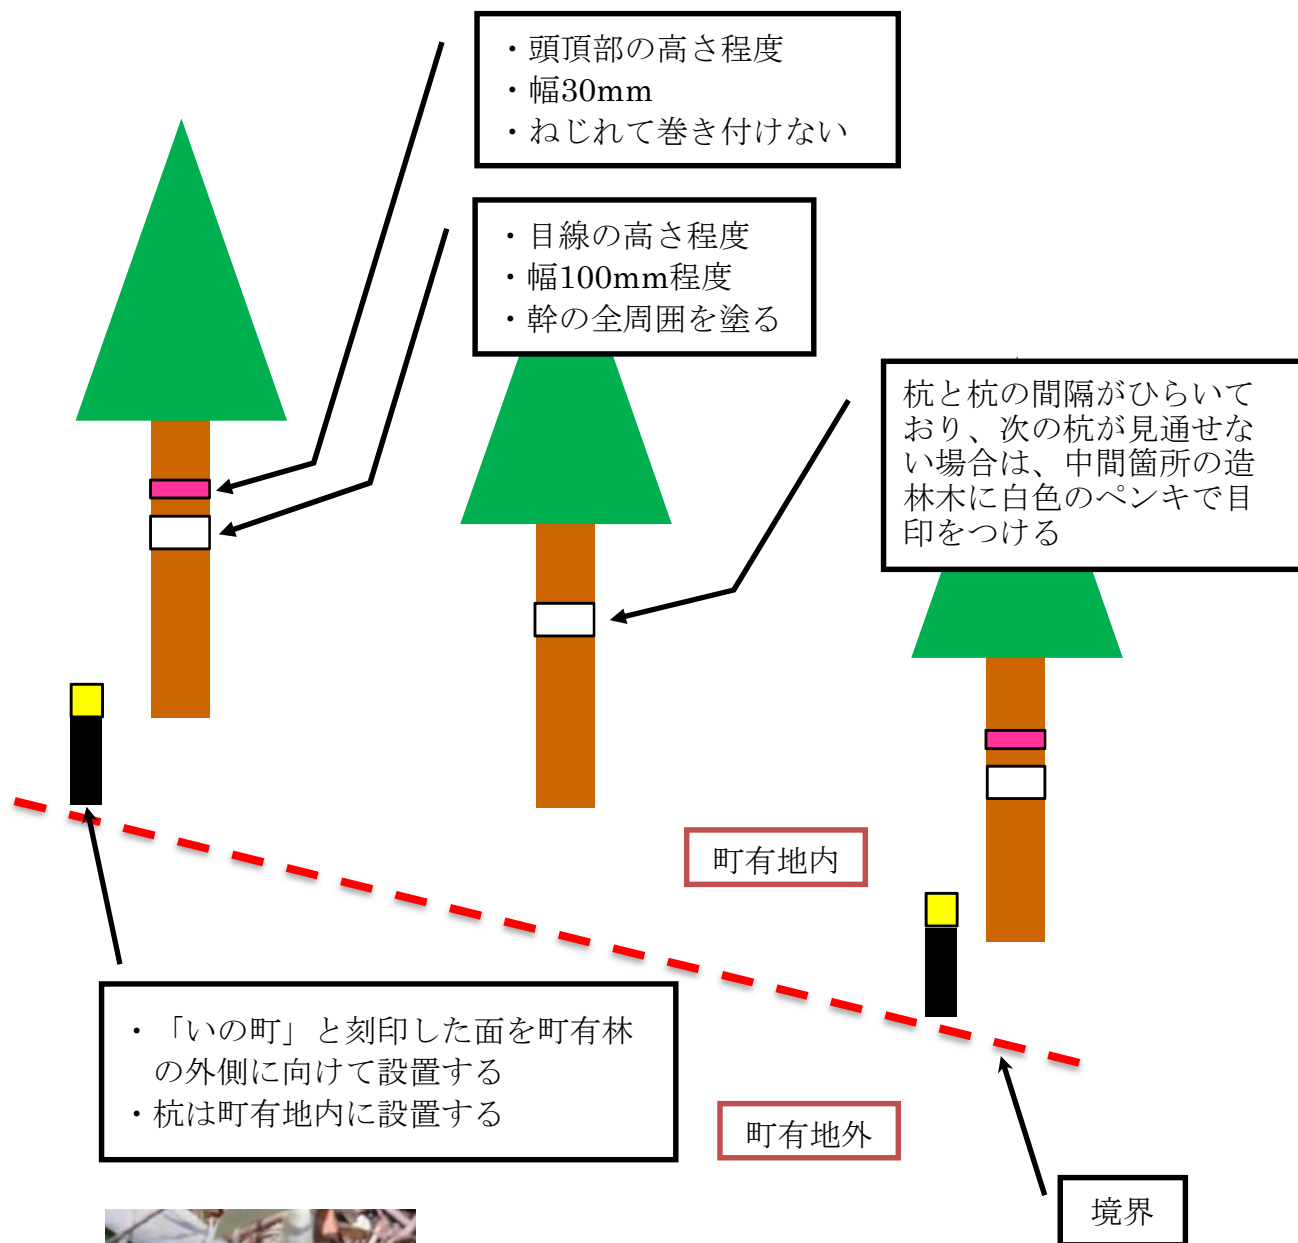 ・頭頂部の高さ程度
・幅30mm
・ねじれて巻き付けない
・目線の高さ程度
・幅100mm程度
・幹の全周囲を塗る
杭と杭の間隔がひらいて
おり、次の杭が見通せな
い場合は、中間箇所の造
林木に白色のペンキで目
印をつける
町有地内
・「いの町」と刻印した面を町有林
の外側に向けて設置する
・杭は町有地内に設置する
町有地外
境界